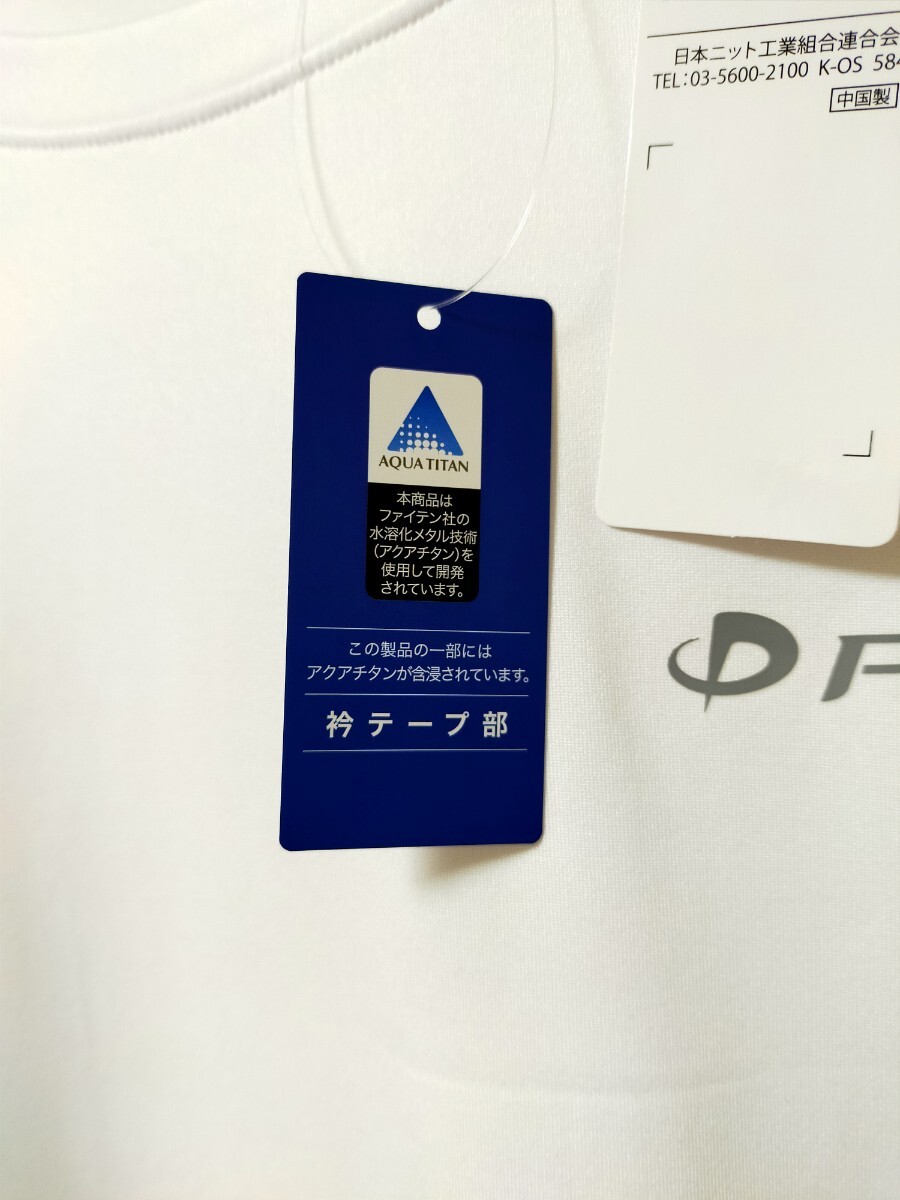 日本ニット工業組合連合会
TEL:03-5600-2100 K-OS 584
中国製
AQUA TITAN
本商品は
ファイテン社の
水溶化メタル技術
(アクアチタン)を
使用して開発
されています。
この製品の一部には
アクアチタンが含浸されています。
衿テープ部